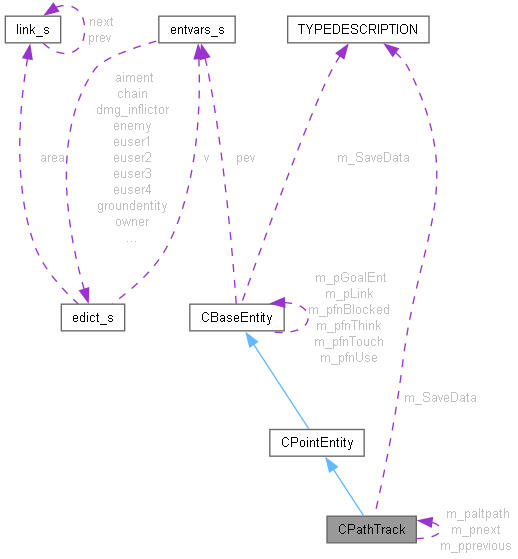 next
prev
link_s
entvars_s
TYPEDESCRIPTION
aiment
chain
dmg_inflictor
enemy
euser1
euser2
euser3
euser4
groundentity
owner
...
area
v
pev
m_SaveData
edict_s
CBaseEntity
m_pGoalEnt
m_pLink
m_pfnBlocked
m_pfnThink
m_pfnTouch
m_pfnUse
m_SaveData
CPointEntity
CPathTrack
m_paltpath
m_pnext
m_pprevious